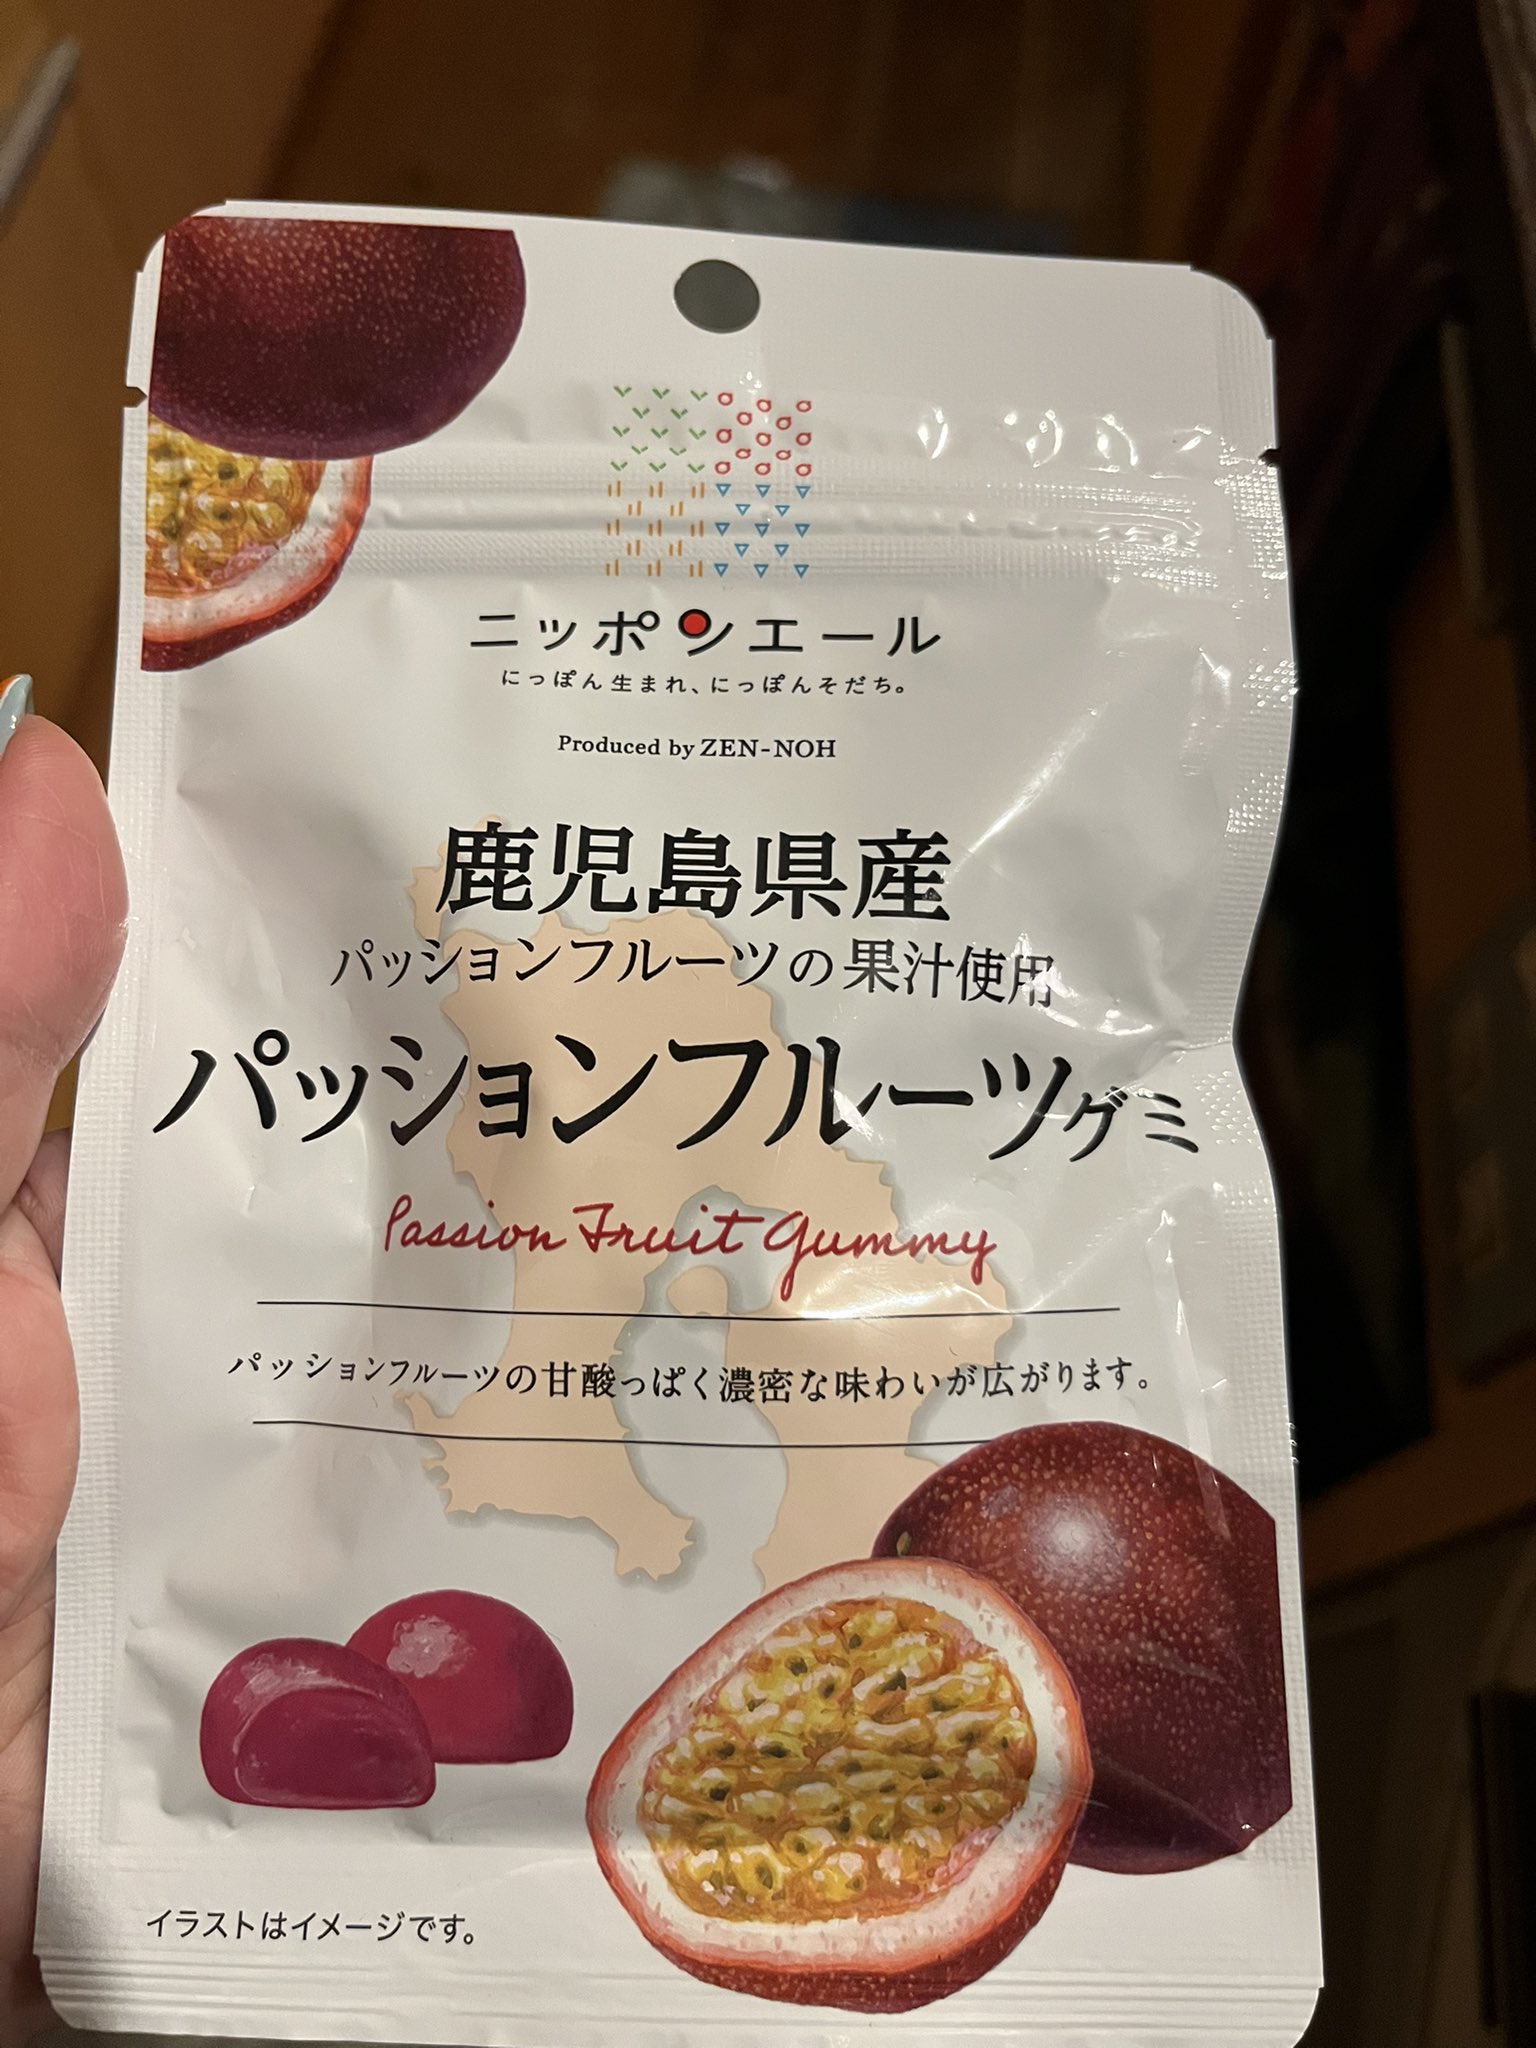 ニッポンエール
にっぽん生まれ、にっぽんそだち。
Produced by ZEN-NOH
鹿児島県産
パッションフルーツの果汁使用
パッションフルーツグミ
Passion Fruit Gummy
パッションフルーツの甘酸っぱく濃密な味わいが広がります。
イラストはイメージです。